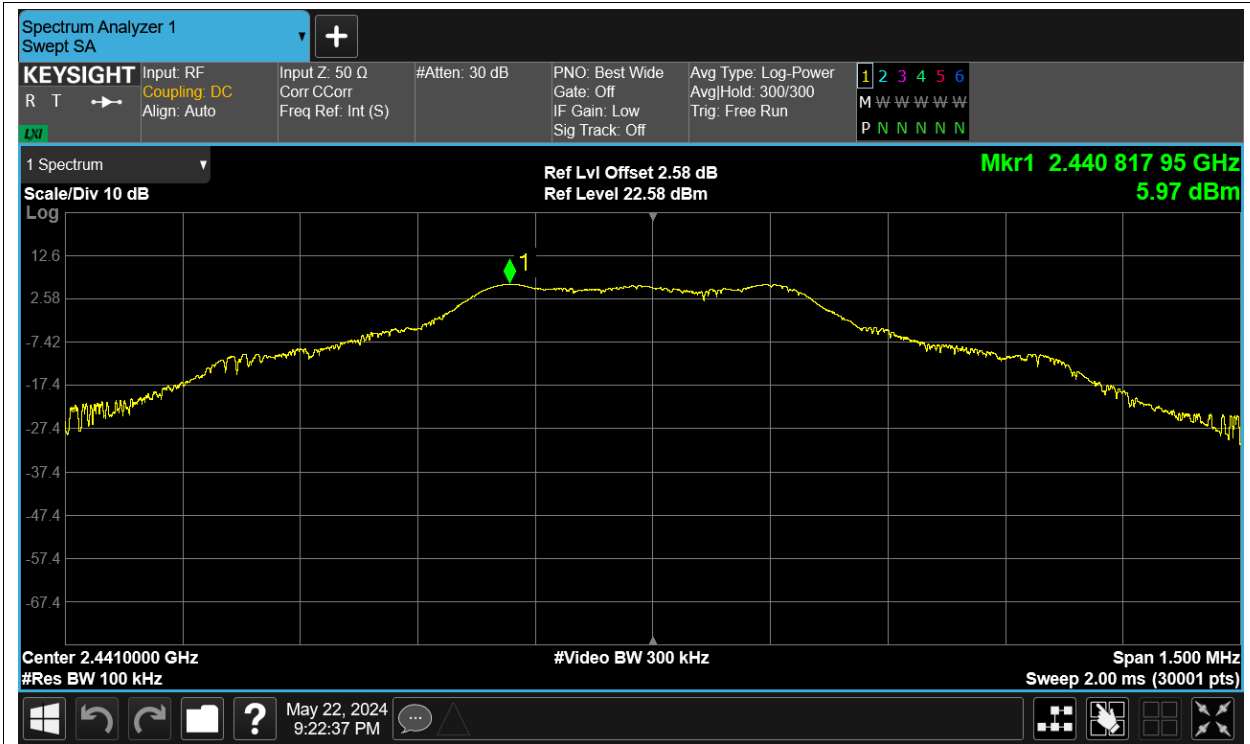 Spectrum Analyzer 1
Swept SA
+
KEYSIGHT
R T
LXI
Input: RF
Coupling: DC
Align: Auto
Input Z: 50 Ω
Corr CCorr
Freq Ref: Int (S)
#Atten: 30 dB
PNO: Best Wide
Gate: Off
IF Gain: Low
Sig Track: Off
Avg Type: Log-Power
Avg|Hold: 300/300
Trig: Free Run
1 2 3 4 5 6
M W W W W W
P N N N N N
1 Spectrum
Scale/Div 10 dB
Log
Ref Lvl Offset 2.58 dB
Ref Level 22.58 dBm
Mkr1 2.440 817 95 GHz
5.97 dBm
1
12.6
2.58
-7.42
-17.4
-27.4
-37.4
-47.4
-57.4
-67.4
Center 2.4410000 GHz
#Res BW 100 kHz
#Video BW 300 kHz
Span 1.500 MHz
Sweep 2.00 ms (30001 pts)
?
May 22, 2024
9:22:37 PM